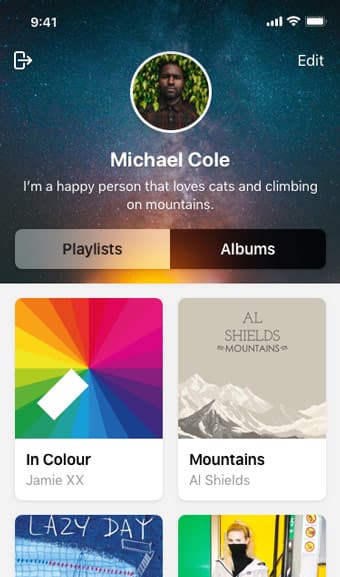 9:41
Edit
Michael Cole
I'm a happy person that loves cats and climbing
on mountains.
Playlists
Albums
AL
SHIELDS
MOUNTAINS
In Colour
Jamie XX
Mountains
Al Shields
LAZY DAY